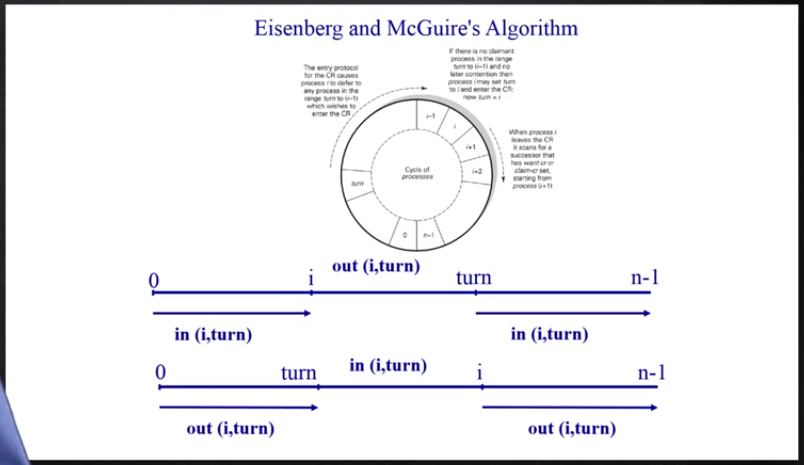 Eisenberg and McGuire's Algorithm
If there is no claimant
process in the range
turn to (i–1) and no
later contention then
process i may set turn
to i and enter the CR:
now turn = i
The entry protocol
for the CR causes
process i to defer to
any process in the
range turn to (i–1)
which wishes to
enter the CR
i–1
i
i+1
i+2
When process i
leaves the CR
it scans for a
successor that
has want-cr or
claim-cr set,
starting from
process (i+1)
Cycle of
processes
turn
0
n–1
out (i,turn)
0
i
turn
n-1
in (i,turn)
in (i,turn)
in (i,turn)
0
turn
i
n-1
out (i,turn)
out (i,turn)